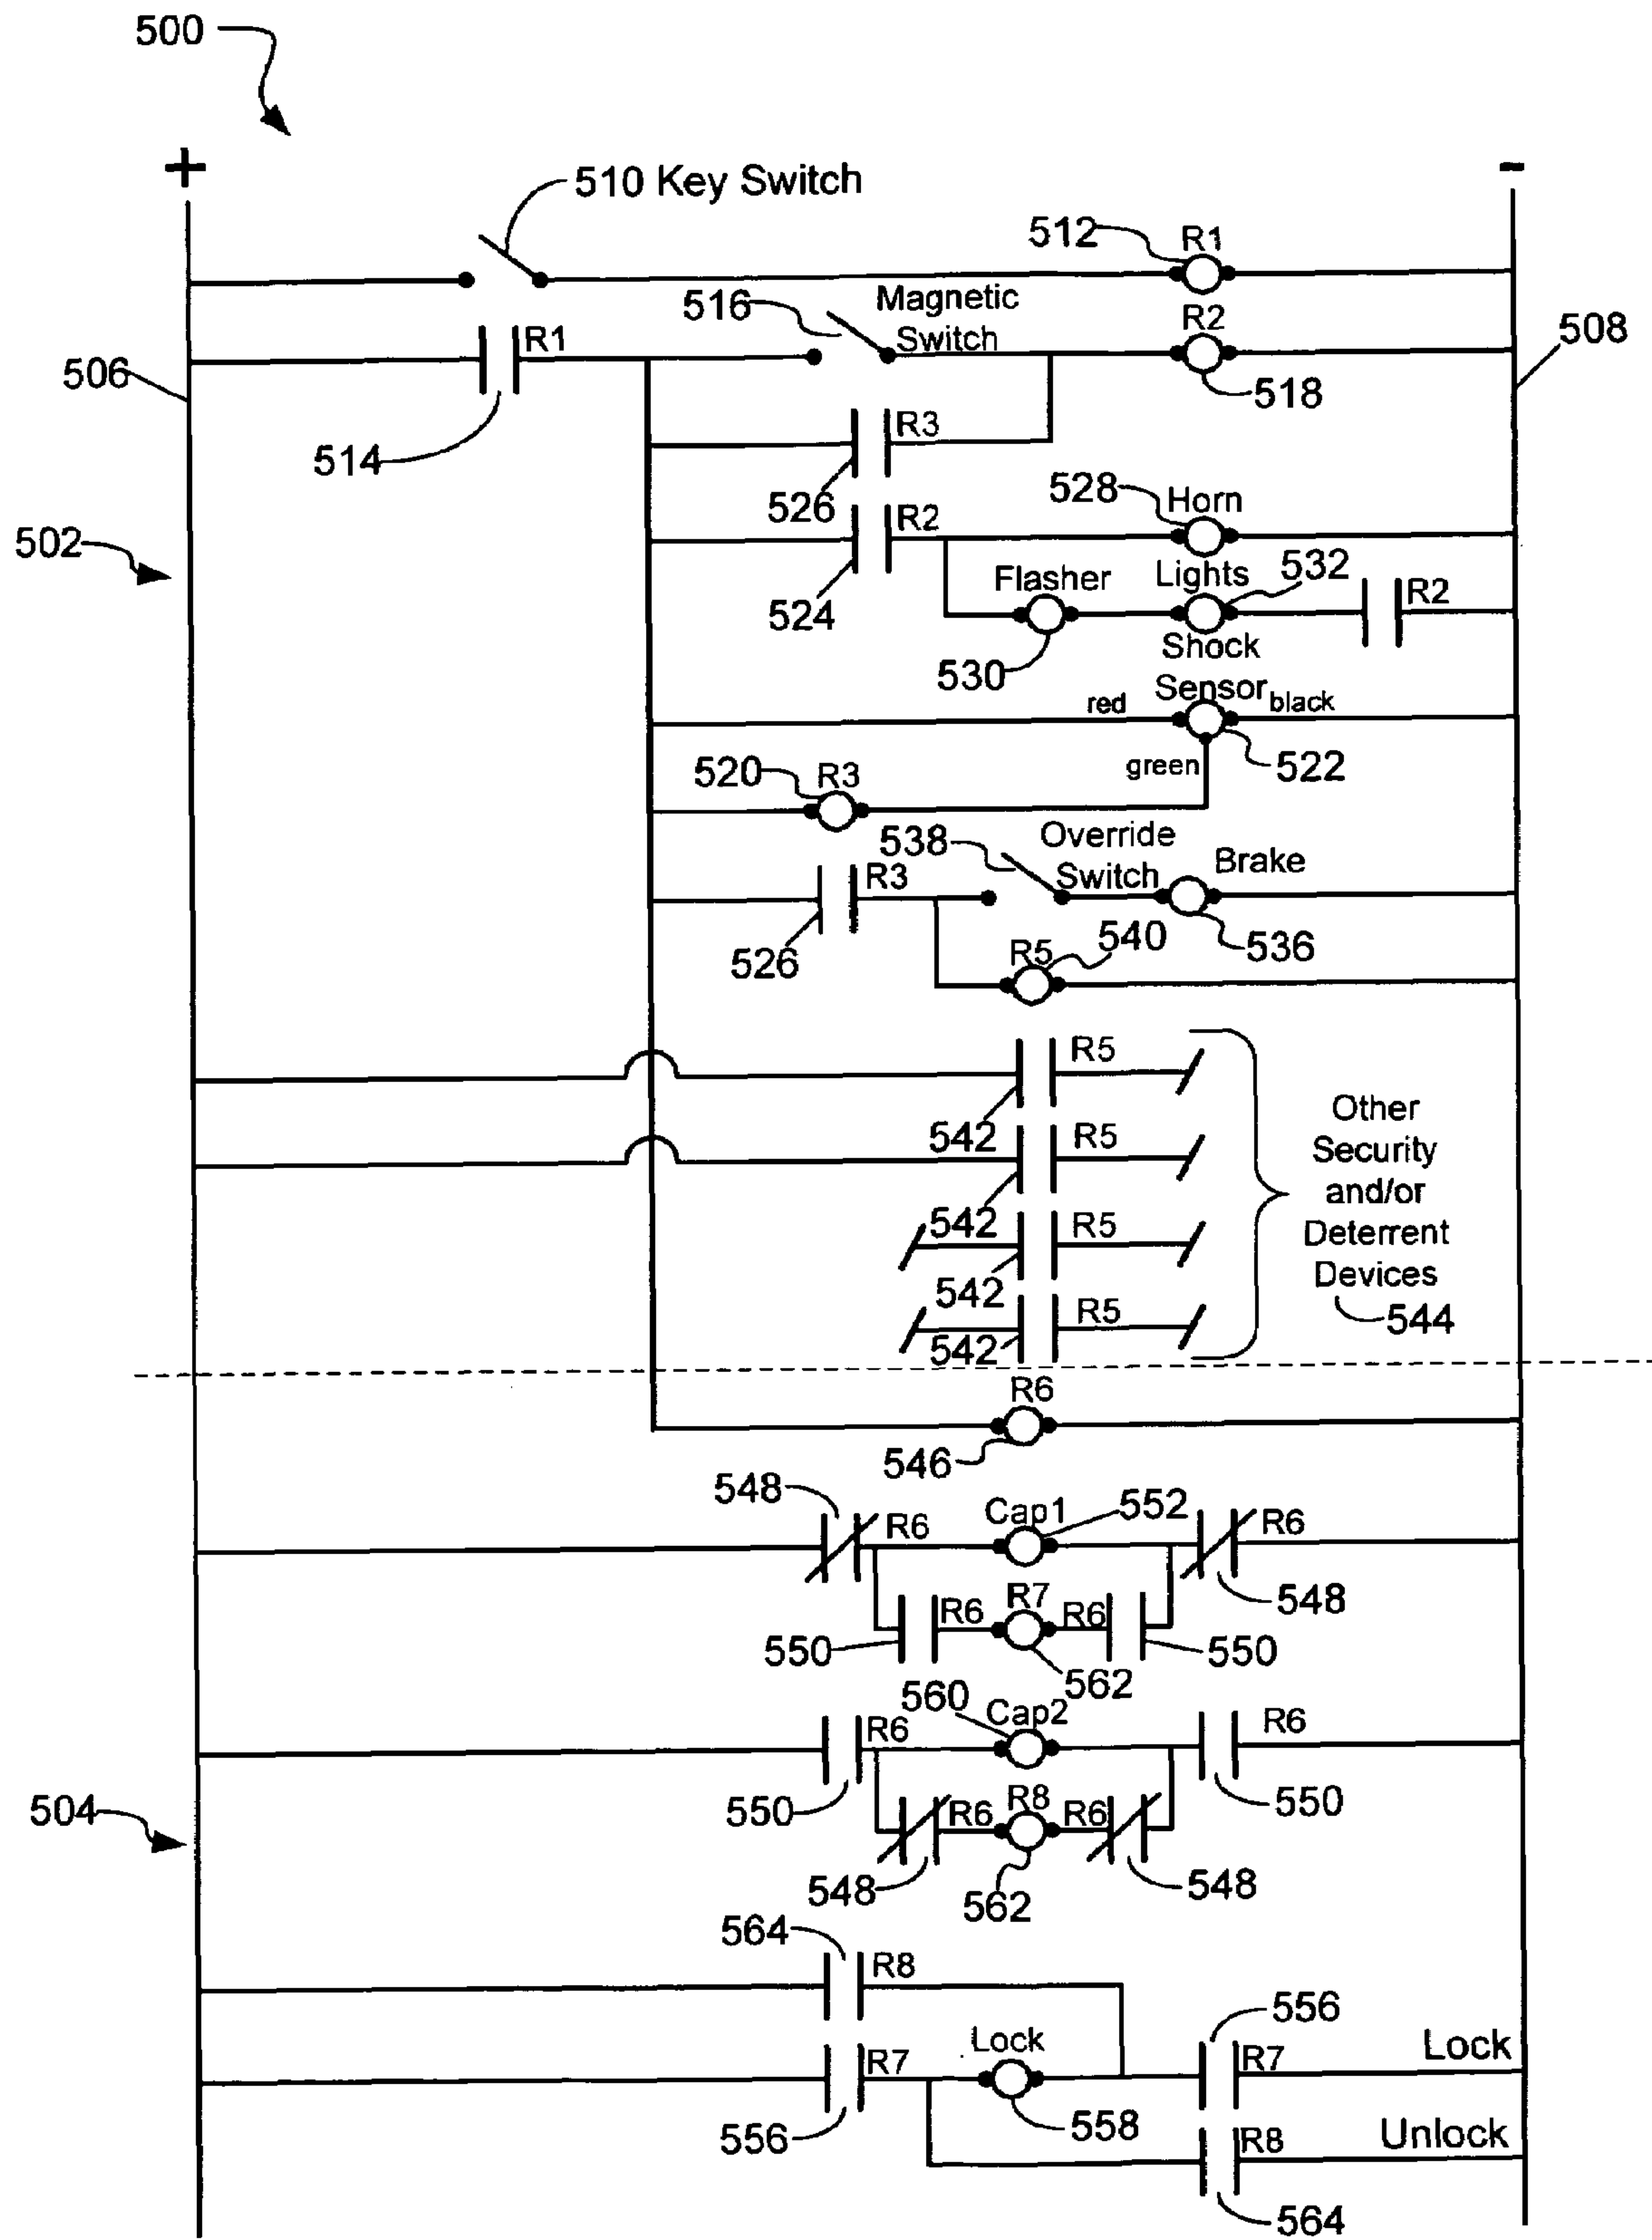 500
+
-
510 Key Switch
512
R1
516
Magnetic
Switch
R2
508
506
R1
518
514
R3
526
528
Horn
R2
502
524
Flasher
Lights
532
R2
530
Shock
Sensor
red
black
green
522
520
R3
538
Override
Switch
Brake
R3
526
540
536
R5
R5
542
R5
542
R5
542
R5
542
Other
Security
and/or
Deterrent
Devices
544
R6
546
548
R6
Cap1
552
R6
548
R6
R7
R6
550
562
550
560
Cap2
R6
R6
550
550
504
R6
R8
R6
548
562
548
564
R8
556
Lock
R7
R7
Lock
556
558
R8
Unlock
564